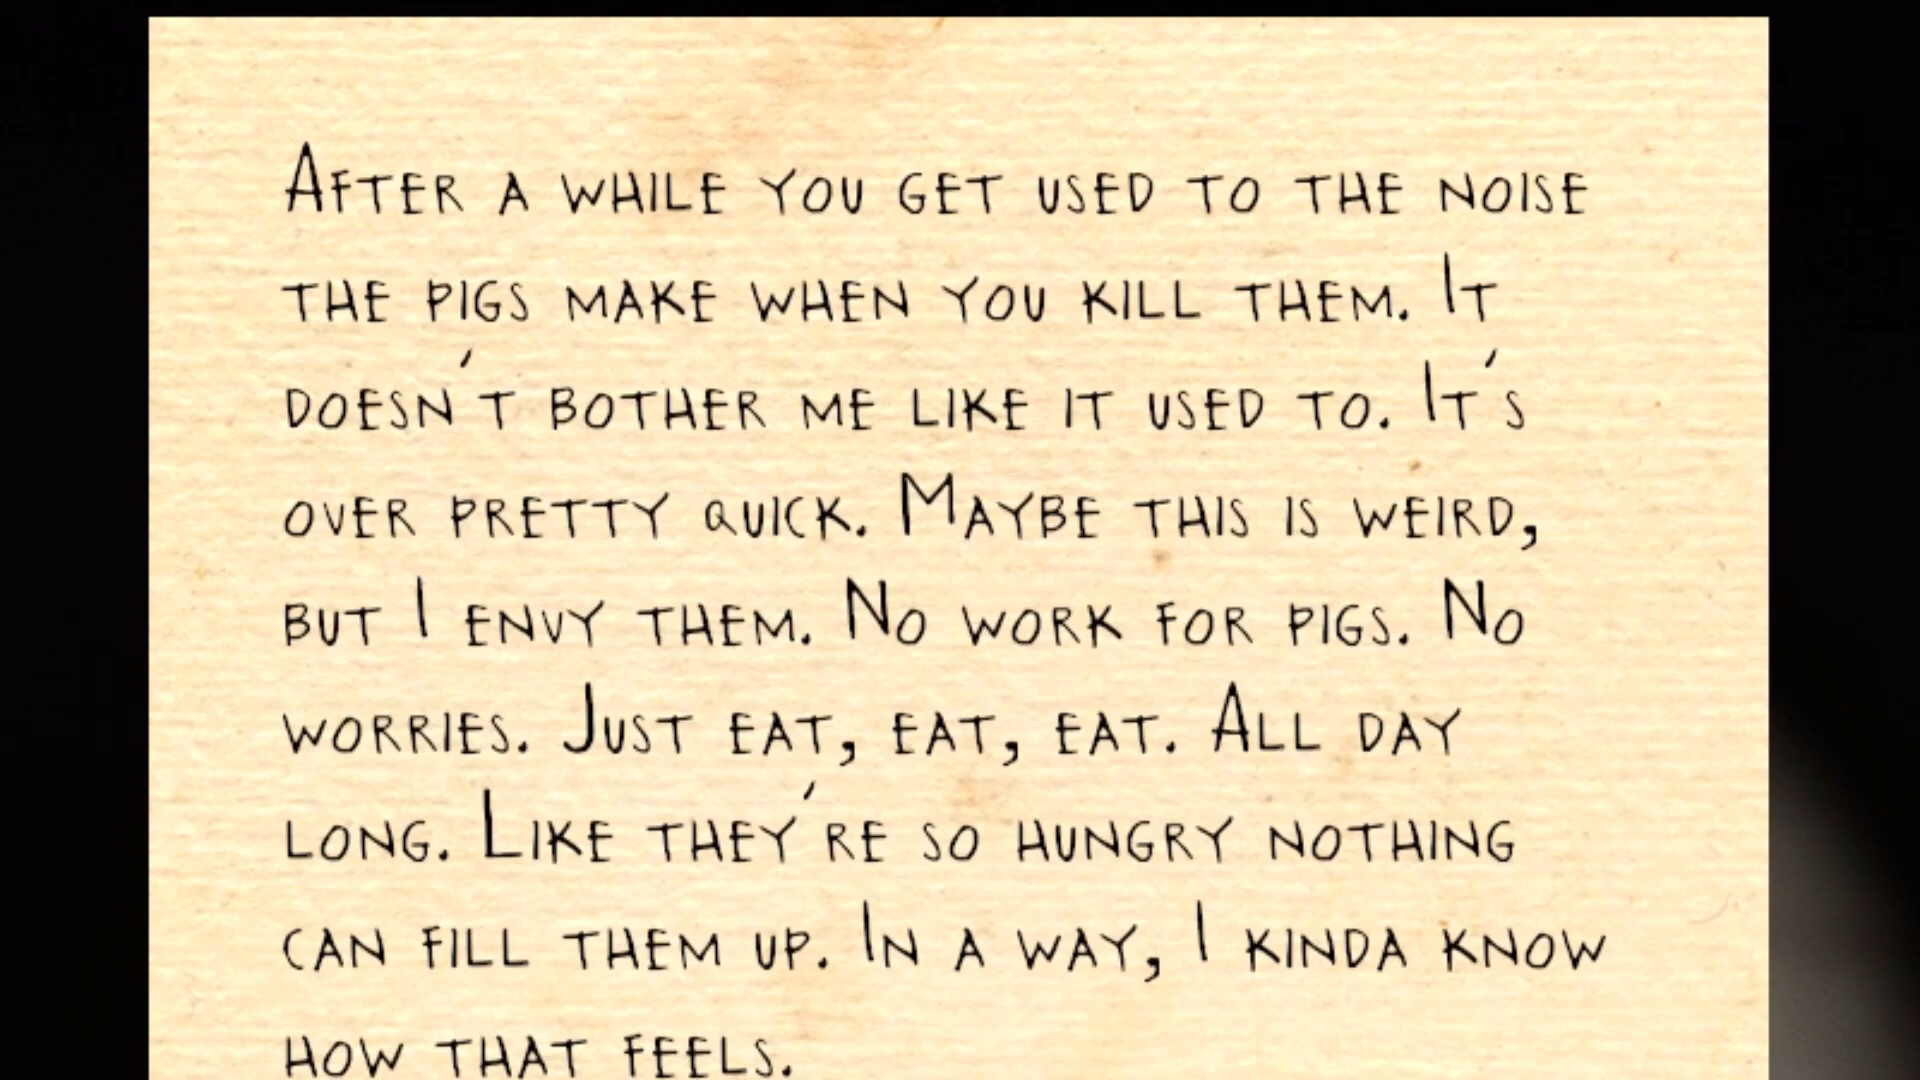 After a while you get used to the noise
the pigs make when you kill them. It
doesn't bother me like it used to. It's
over pretty quick. Maybe this is weird,
but I envy them. No work for pigs. No
worries. Just eat, eat, eat. All day
long. Like they're so hungry nothing
can fill them up. In a way, I kinda know
how that feels.